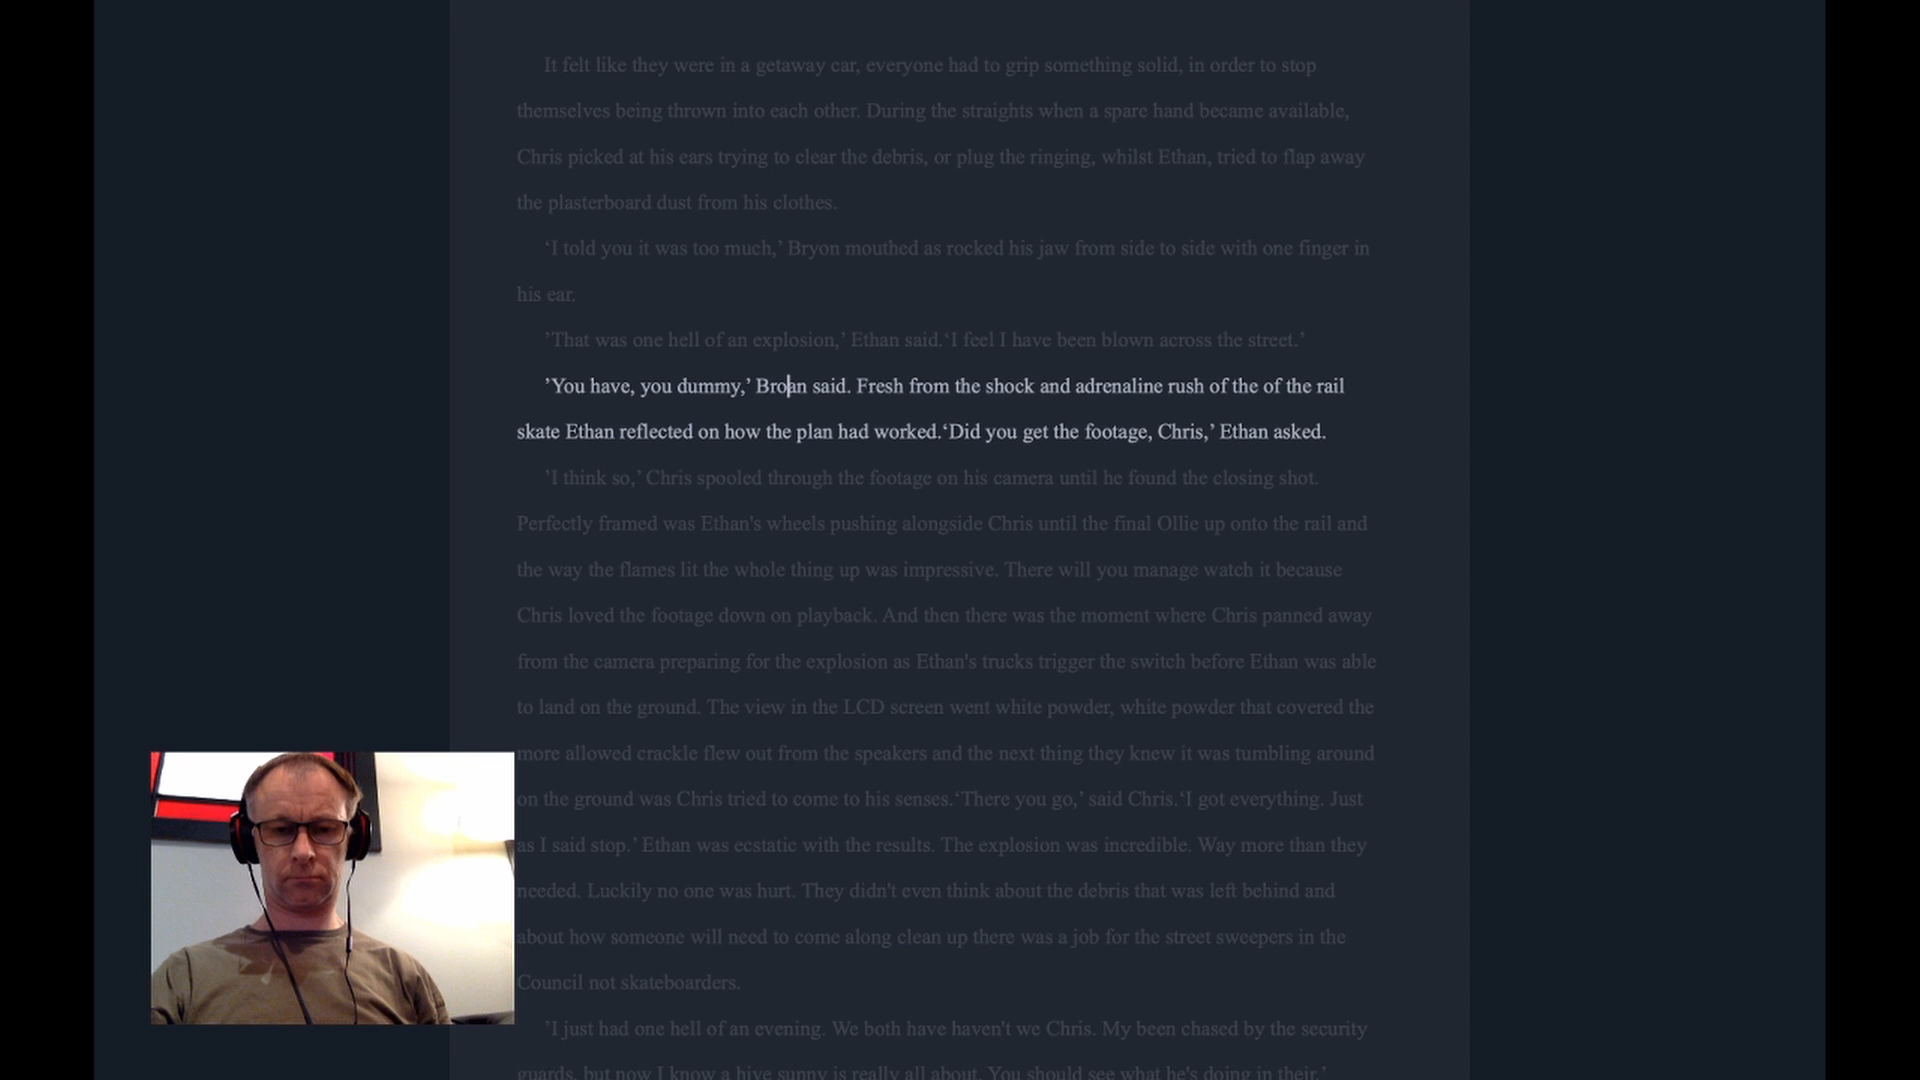 It felt like they were in a getaway car, everyone had to grip something solid, in order to stop
themselves being thrown into each other. During the straights when a spare hand became available,
Chris picked at his ears trying to clear the debris, or plug the ringing, whilst Ethan, tried to flap away
the plasterboard dust from his clothes.
‘I told you it was too much,’ Bryon mouthed as rocked his jaw from side to side with one finger in
his ear.
’That was one hell of an explosion,’ Ethan said.‘I feel I have been blown across the street.’
’You have, you dummy,’ Broan said. Fresh from the shock and adrenaline rush of the of the rail
skate Ethan reflected on how the plan had worked.‘Did you get the footage, Chris,’ Ethan asked.
’I think so,’ Chris spooled through the footage on his camera until he found the closing shot.
Perfectly framed was Ethan's wheels pushing alongside Chris until the final Ollie up onto the rail and
the way the flames lit the whole thing up was impressive. There will you manage watch it because
Chris loved the footage down on playback. And then there was the moment where Chris panned away
from the camera preparing for the explosion as Ethan's trucks trigger the switch before Ethan was able
to land on the ground. The view in the LCD screen went white powder, white powder that covered the
more allowed crackle flew out from the speakers and the next thing they knew it was tumbling around
on the ground was Chris tried to come to his senses.‘There you go,’ said Chris.‘I got everything. Just
as I said stop.’ Ethan was ecstatic with the results. The explosion was incredible. Way more than they
needed. Luckily no one was hurt. They didn't even think about the debris that was left behind and
about how someone will need to come along clean up there was a job for the street sweepers in the
Council not skateboarders.
’I just had one hell of an evening. We both have haven't we Chris. My been chased by the security
guards, but now I know a hive sunny is really all about. You should see what he's doing in their.’